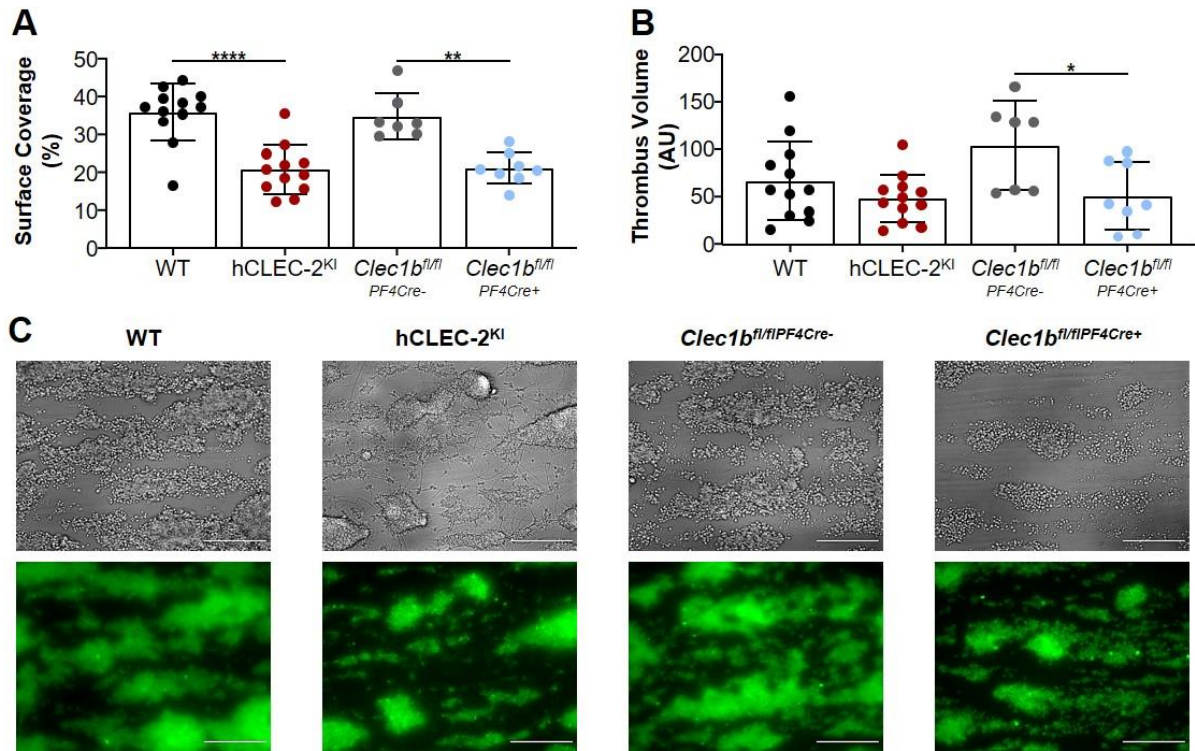 A
Surface Coverage
(%)
50
40
30
20
10
0
****
**
WT
hCLEC-2ᴷᴵ
Clec1bᶠˡ/ᶠˡ
PF4Cre-
Clec1bᶠˡ/ᶠˡ
PF4Cre+
B
Thrombus Volume
(AU)
200
150
100
50
0
*
WT
hCLEC-2ᴷᴵ
Clec1bᶠˡ/ᶠˡ
PF4Cre-
Clec1bᶠˡ/ᶠˡ
PF4Cre+
C
WT
hCLEC-2ᴷᴵ
Clec1bᶠˡ/ᶠˡᴾᶠ⁴ᶜʳᵉ⁻
Clec1bᶠˡ/ᶠˡᴾᶠ⁴ᶜʳᵉ⁺